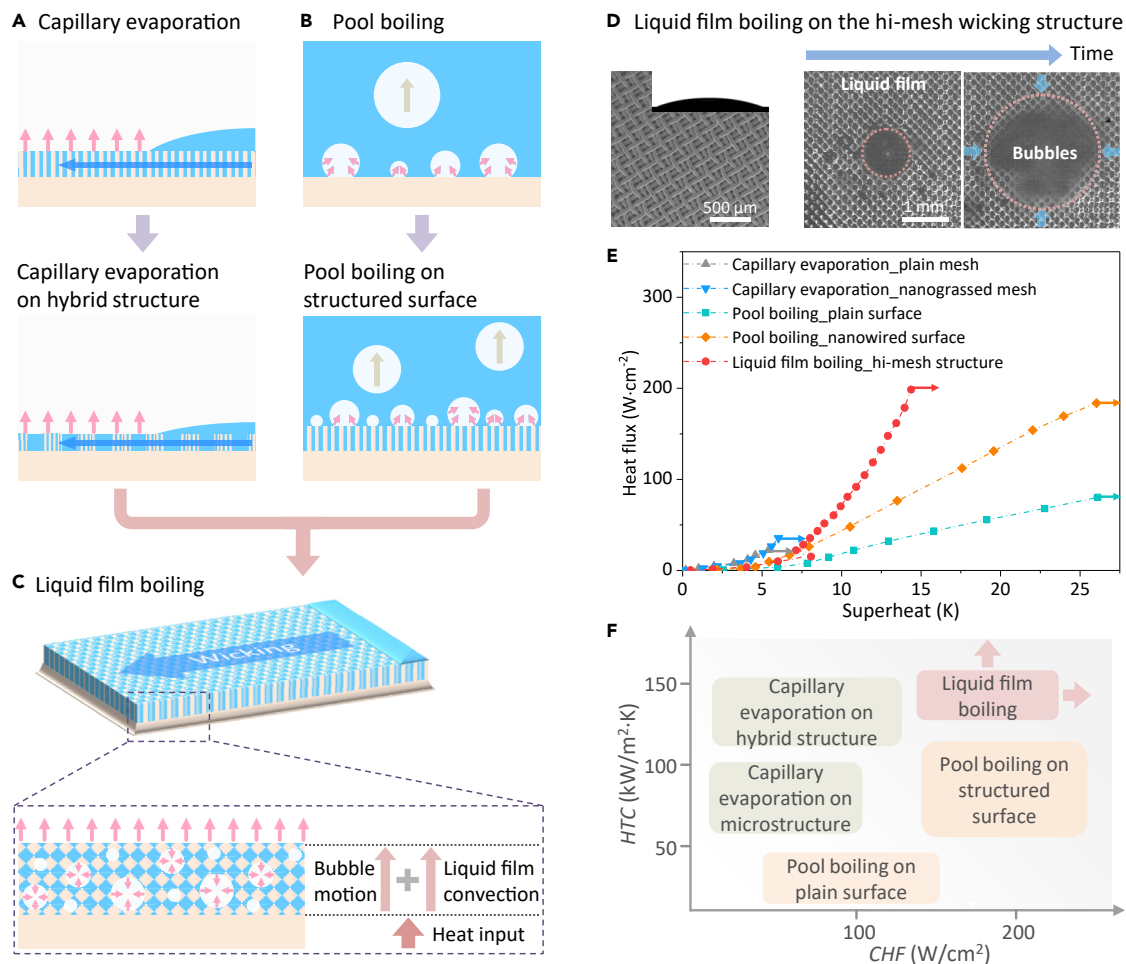 A Capillary evaporation
B Pool boiling
Capillary evaporation
on hybrid structure
Pool boiling on
structured surface
C Liquid film boiling
Wicking
Bubble
motion
+
Liquid film
convection
Heat input
D Liquid film boiling on the hi-mesh wicking structure
Time
500 μm
Liquid film
1 mm
Bubbles
E
Heat flux (W·cm⁻²)
300
200
100
0
Capillary evaporation_plain mesh
Capillary evaporation_nanograssed mesh
Pool boiling_plain surface
Pool boiling_nanowired surface
Liquid film boiling_hi-mesh structure
0 5 10 15 20 25
Superheat (K)
F
HTC (kW/m²·K)
150
100
50
Capillary
evaporation on
hybrid structure
Liquid film
boiling
Capillary
evaporation on
microstructure
Pool boiling on
structured
surface
Pool boiling on
plain surface
100 200
CHF (W/cm²)